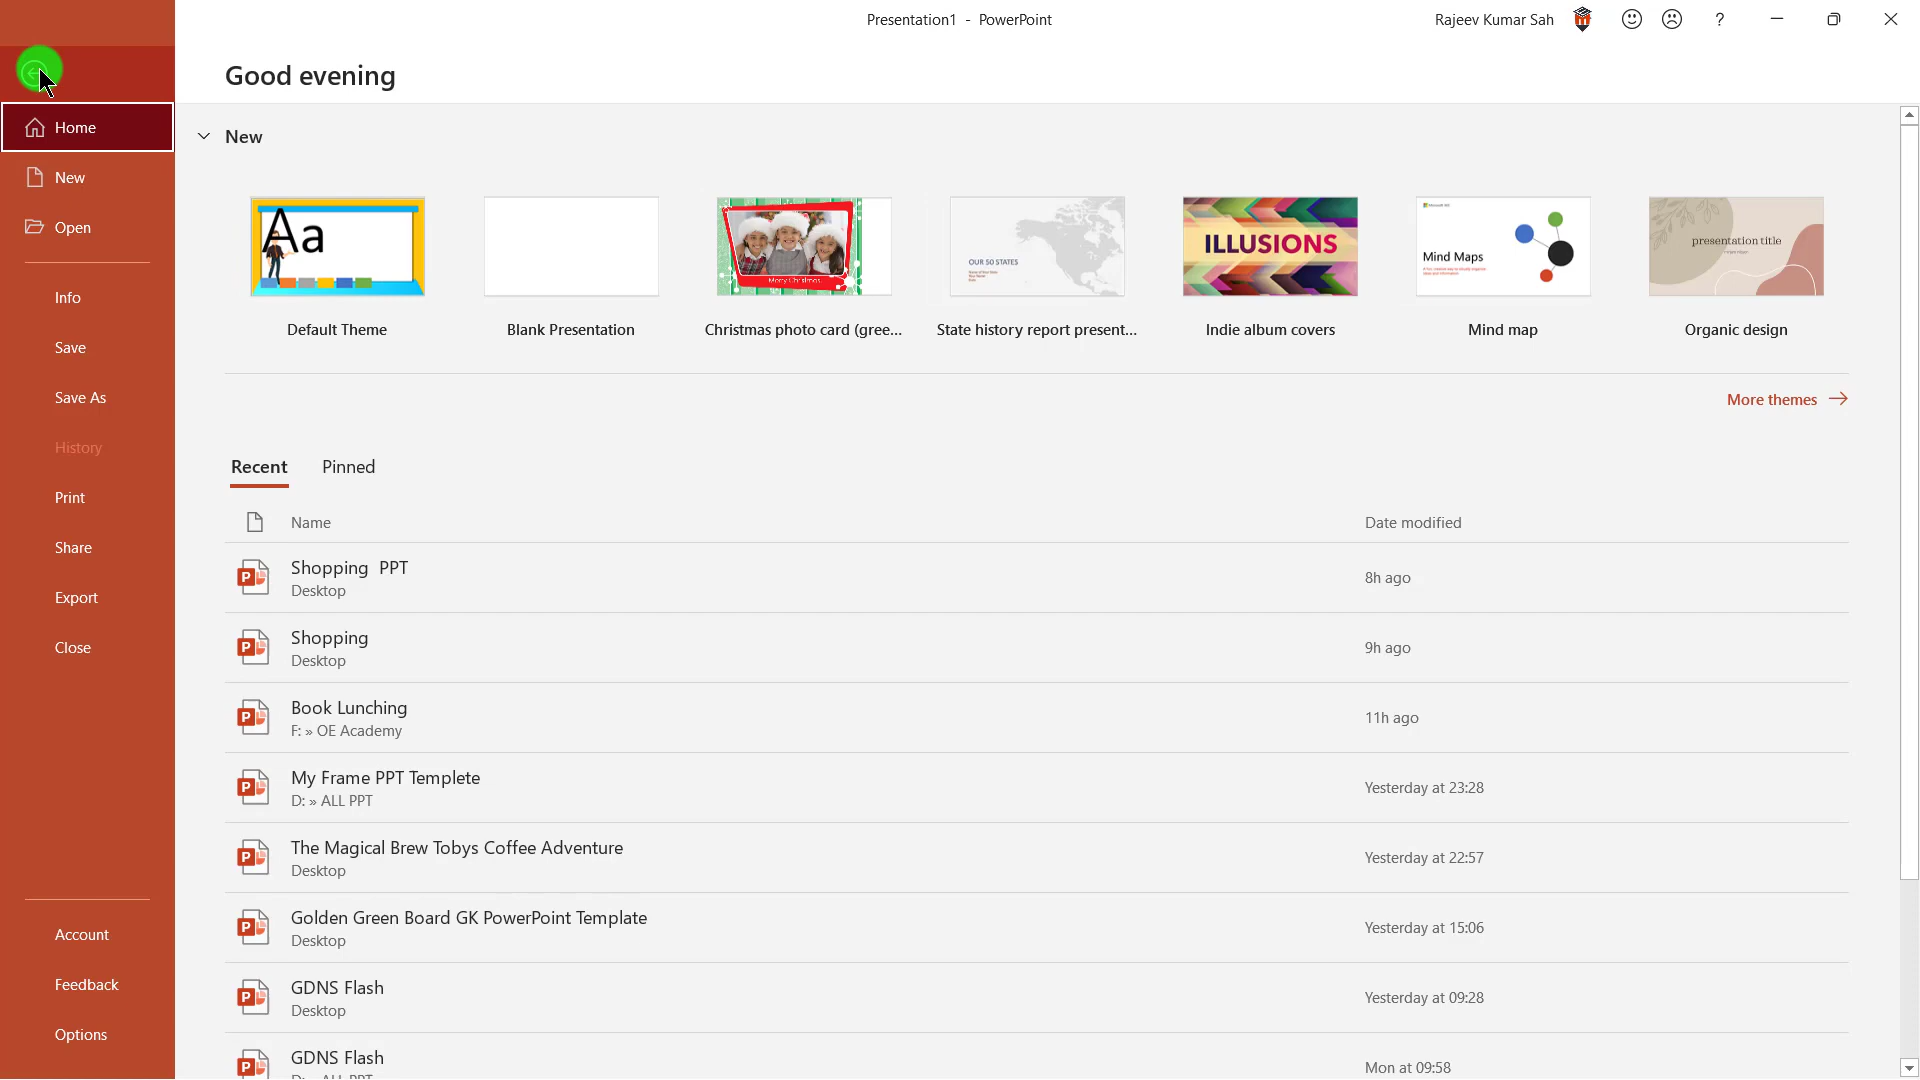 Presentation1 - PowerPoint
Rajeev Kumar Sah
?
Good evening
Home
New
Open
Info
Save
Save As
History
Print
Share
Export
Close
Account
Feedback
Options
New
Aa
Default Theme
Blank Presentation
Merry Christmas
Christmas photo card (gree...
OUR 50 STATES
State history report present...
ILLUSIONS
Indie album covers
Mind Maps
Mind map
presentation title
Organic design
More themes
Recent Pinned
Name Date modified
Shopping PPT
Desktop
8h ago
Shopping
Desktop
9h ago
Book Lunching
F: » OE Academy
11h ago
My Frame PPT Templete
D: » ALL PPT
Yesterday at 23:28
The Magical Brew Tobys Coffee Adventure
Desktop
Yesterday at 22:57
Golden Green Board GK PowerPoint Template
Desktop
Yesterday at 15:06
GDNS Flash
Desktop
Yesterday at 09:28
GDNS Flash
D: » ALL PPT
Mon at 09:58